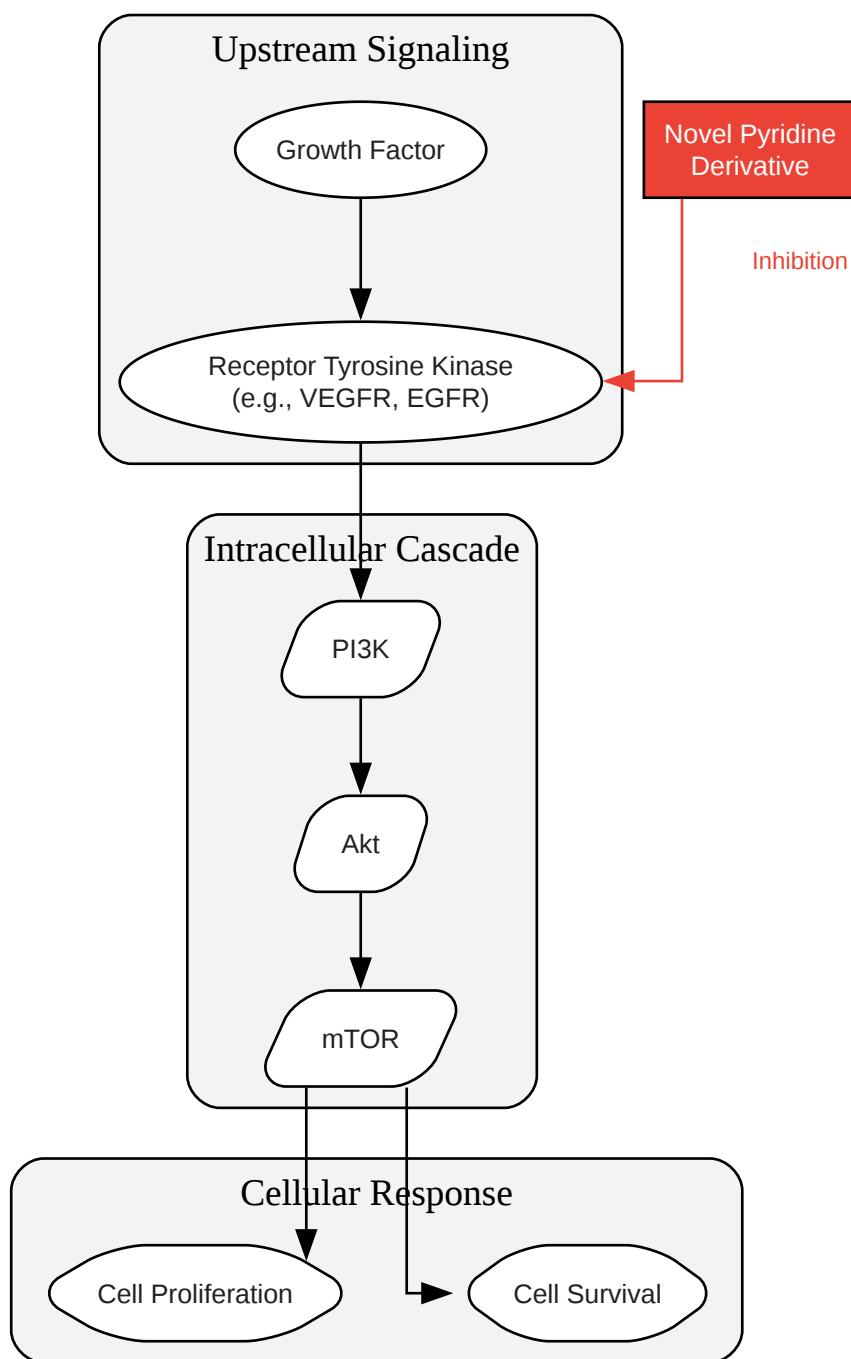 Upstream Signaling
Growth Factor
Novel Pyridine
Derivative
Inhibition
Receptor Tyrosine Kinase
(e.g., VEGFR, EGFR)
Intracellular Cascade
PI3K
Akt
mTOR
Cellular Response
Cell Proliferation
Cell Survival